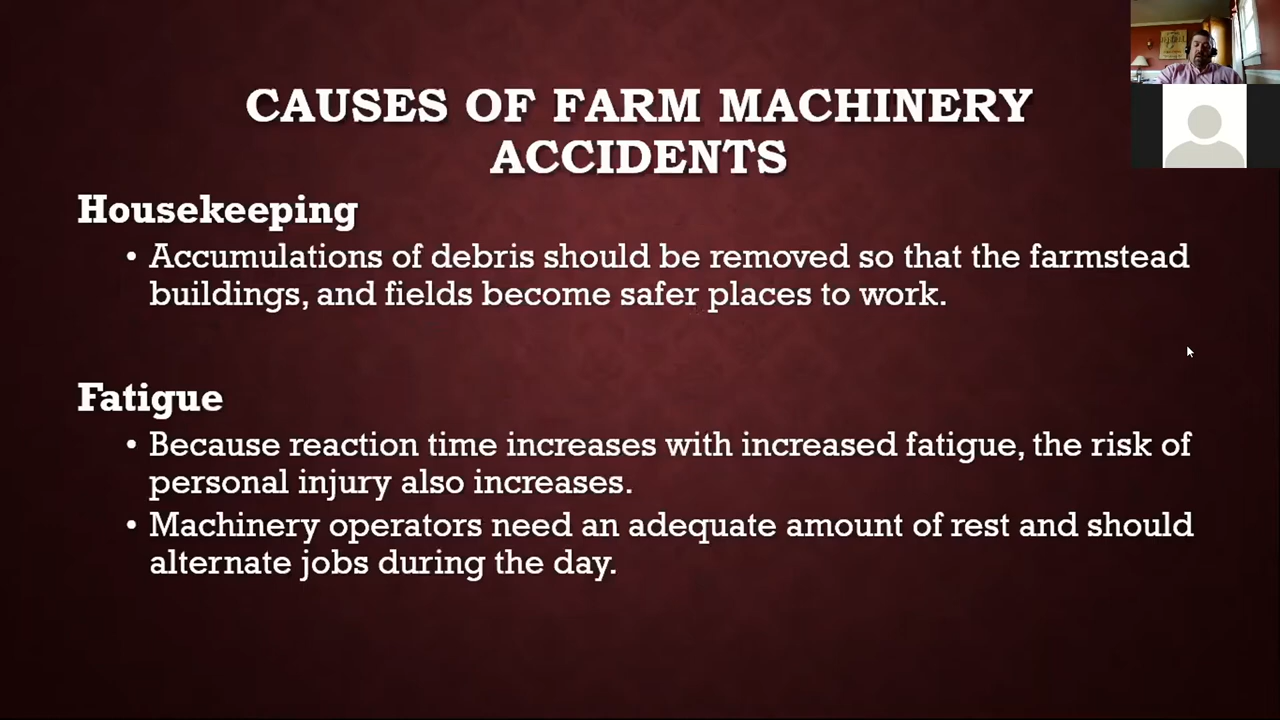 CAUSES OF FARM MACHINERY
ACCIDENTS
Housekeeping
• Accumulations of debris should be removed so that the farmstead
buildings, and fields become safer places to work.
Fatigue
• Because reaction time increases with increased fatigue, the risk of
personal injury also increases.
• Machinery operators need an adequate amount of rest and should
alternate jobs during the day.